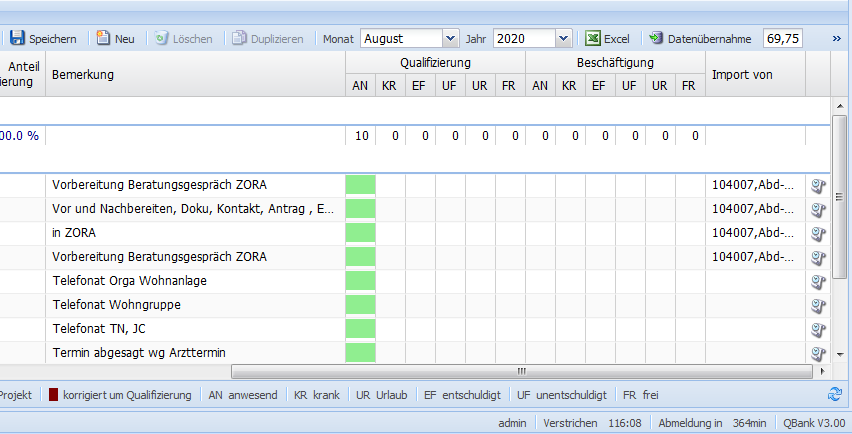 Speichern Neu Löschen Duplizieren Monat August Jahr 2020 Excel Datenübernahme 69,75 »
Anteil
ierung Bemerkung Qualifizierung Beschäftigung Import von
AN KR EF UF UR FR AN KR EF UF UR FR
00.0 % 10 0 0 0 0 0 0 0 0 0 0 0
Vorbereitung Beratungsgespräch ZORA 104007,Abd-...
Vor und Nachbereiten, Doku, Kontakt, Antrag , E... 104007,Abd-...
in ZORA 104007,Abd-...
Vorbereitung Beratungsgespräch ZORA 104007,Abd-...
Telefonat Orga Wohnanlage
Telefonat Wohngruppe
Telefonat TN, JC
Termin abgesagt wg Arzttermin
Projekt korrigiert um Qualifizierung AN anwesend KR krank UR Urlaub EF entschuldigt UF unentschuldigt FR frei
admin Verstrichen 116:08 Abmeldung in 364min QBank V3.00